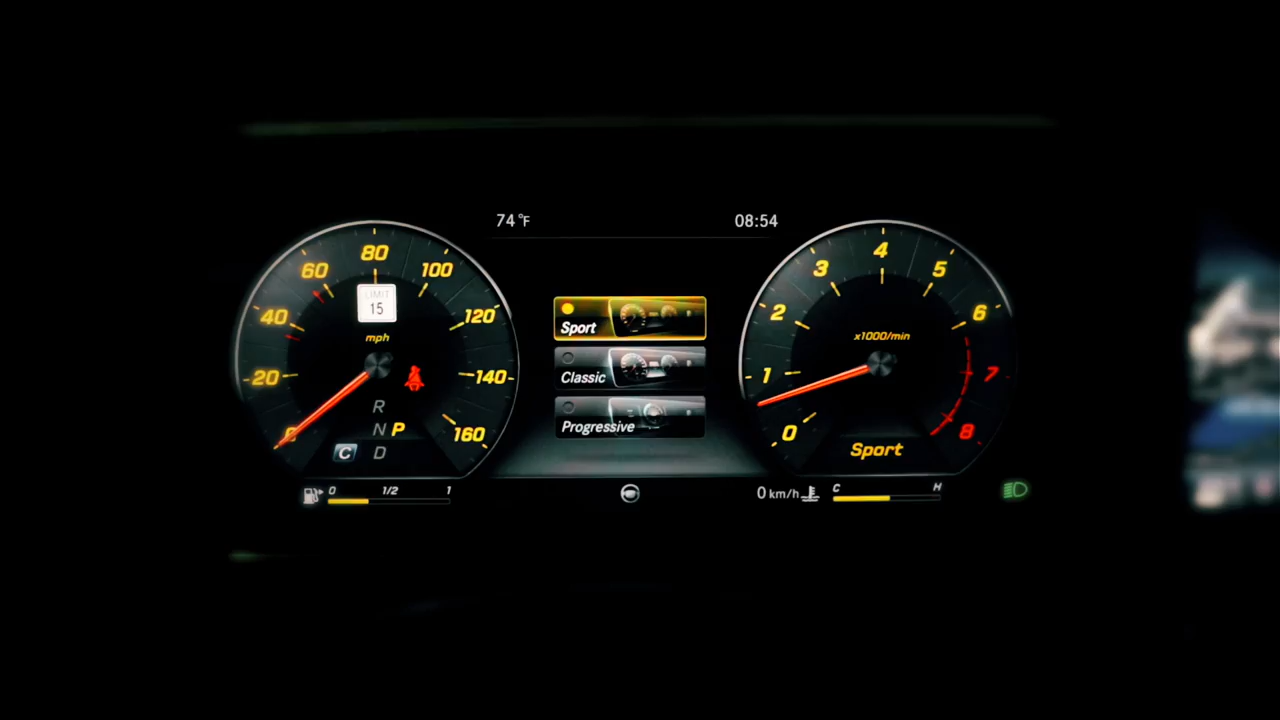 74 °F
08:54
80
60
100
40
120
20
140
0
160
LIMIT
15
mph
R
N P
C D
Sport
Classic
Progressive
4
3
5
2
6
1
7
0
8
x1000/min
Sport
0 1/2 1
0 km/h
C H